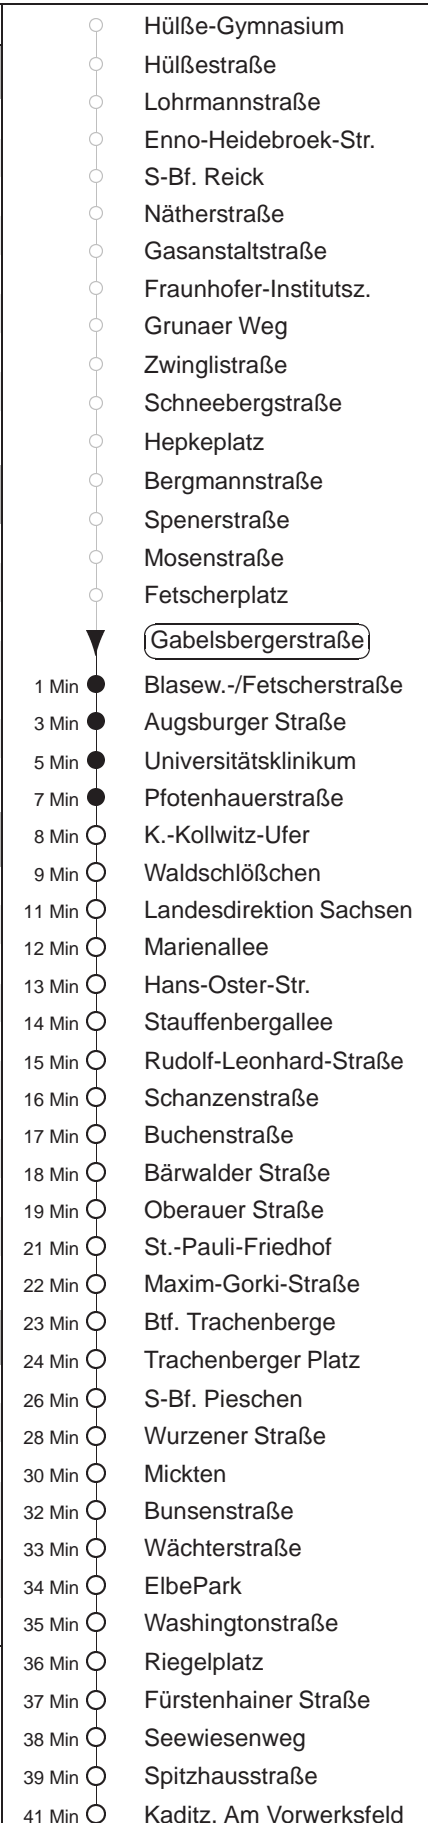 Hülße-Gymnasium
Hülßestraße
Lohrmannstraße
Enno-Heidebroek-Str.
S-Bf. Reick
Nätherstraße
Gasanstaltstraße
Fraunhofer-Institutsz.
Grunaer Weg
Zwinglistraße
Schneebergstraße
Hepkeplatz
Bergmannstraße
Spenerstraße
Mosenstraße
Fetscherplatz
Gabelsbergerstraße
1 Min Blasew.-/Fetscherstraße
3 Min Augsburger Straße
5 Min Universitätsklinikum
7 Min Pfotenhauerstraße
8 Min K.-Kollwitz-Ufer
9 Min Waldschlößchen
11 Min Landesdirektion Sachsen
12 Min Marienallee
13 Min Hans-Oster-Str.
14 Min Stauffenbergallee
15 Min Rudolf-Leonhard-Straße
16 Min Schanzenstraße
17 Min Buchenstraße
18 Min Bärwalder Straße
19 Min Oberauer Straße
21 Min St.-Pauli-Friedhof
22 Min Maxim-Gorki-Straße
23 Min Btf. Trachenberge
24 Min Trachenberger Platz
26 Min S-Bf. Pieschen
28 Min Wurzener Straße
30 Min Mickten
32 Min Bunsenstraße
33 Min Wächterstraße
34 Min ElbePark
35 Min Washingtonstraße
36 Min Riegelplatz
37 Min Fürstenhainer Straße
38 Min Seewiesenweg
39 Min Spitzhausstraße
41 Min Kaditz, Am Vorwerksfeld